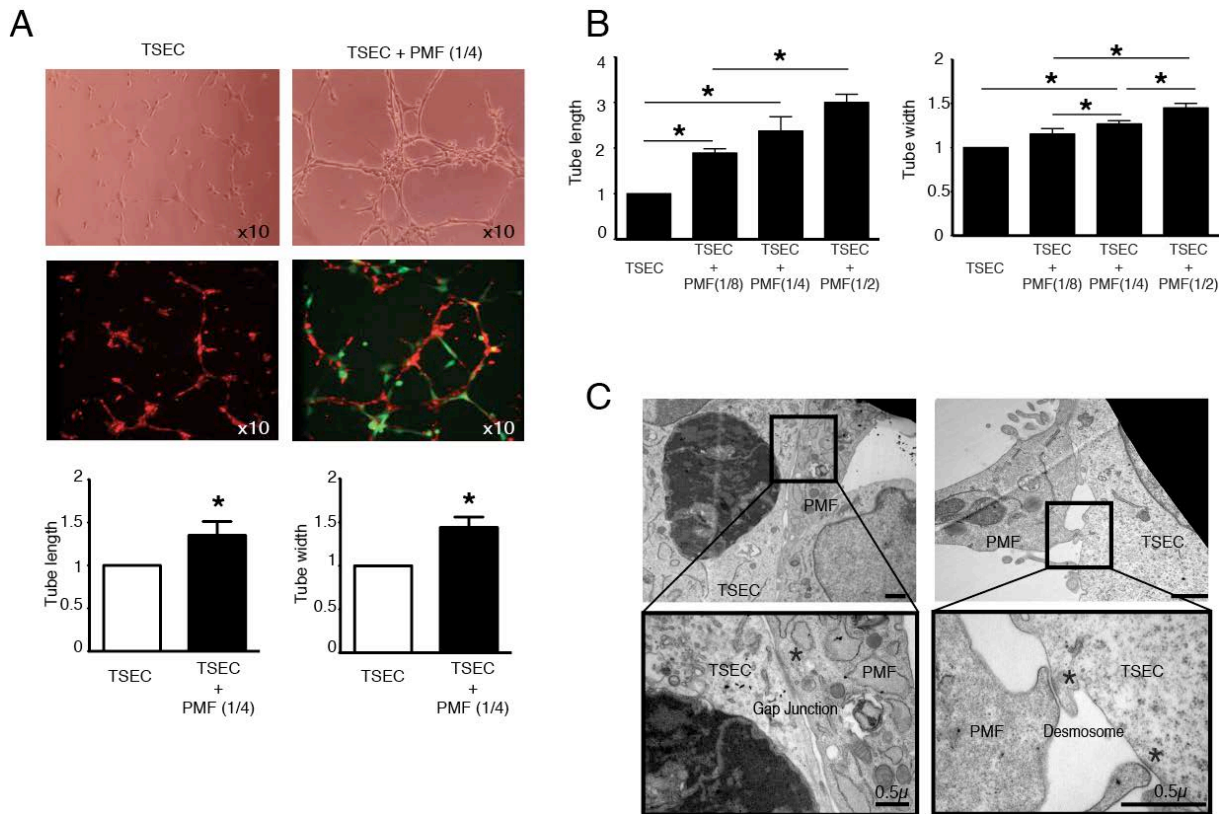 A
TSEC
TSEC + PMF (1/4)
x10
x10
x10
x10
Tube length
2
1.5
1
0.5
0
*
TSEC
TSEC
+
PMF (1/4)
Tube width
2
1.5
1
0.5
0
*
TSEC
TSEC
+
PMF (1/4)
B
Tube length
4
3
2
1
0
*
*
*
TSEC
TSEC
+
PMF(1/8)
TSEC
+
PMF(1/4)
TSEC
+
PMF(1/2)
Tube width
2
1.5
1
0.5
0
*
*
*
*
TSEC
TSEC
+
PMF(1/8)
TSEC
+
PMF(1/4)
TSEC
+
PMF(1/2)
C
PMF
TSEC
PMF
TSEC
TSEC
*
PMF
Gap Junction
0.5µ
TSEC
*
PMF
Desmosome
*
0.5µ